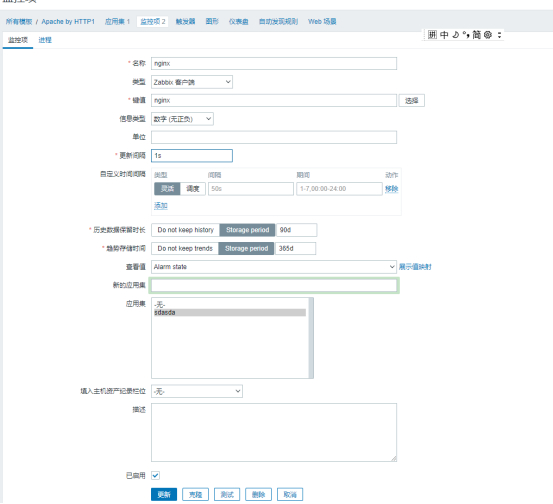 监控项
所有模板 / Apache by HTTP1 应用集 1 监控项 2 触发器 图形 仪表盘 自动发现规则 Web 场景
中 简
监控项 进程
* 名称 nginx
类型 Zabbix 客户端
* 键值 nginx 选择
信息类型 数字 (无正负)
单位
* 更新间隔 1s
自定义时间间隔 类型 间隔 期间 动作
灵活 调度 50s 1-7,00:00-24:00 移除
添加
* 历史数据保留时长 Do not keep history Storage period 90d
* 趋势存储时间 Do not keep trends Storage period 365d
查看值 Alarm state 展示值映射
新的应用集
应用集 -无-
sdasda
填入主机资产记录栏位 -无-
描述
已启用
更新 克隆 测试 删除 取消